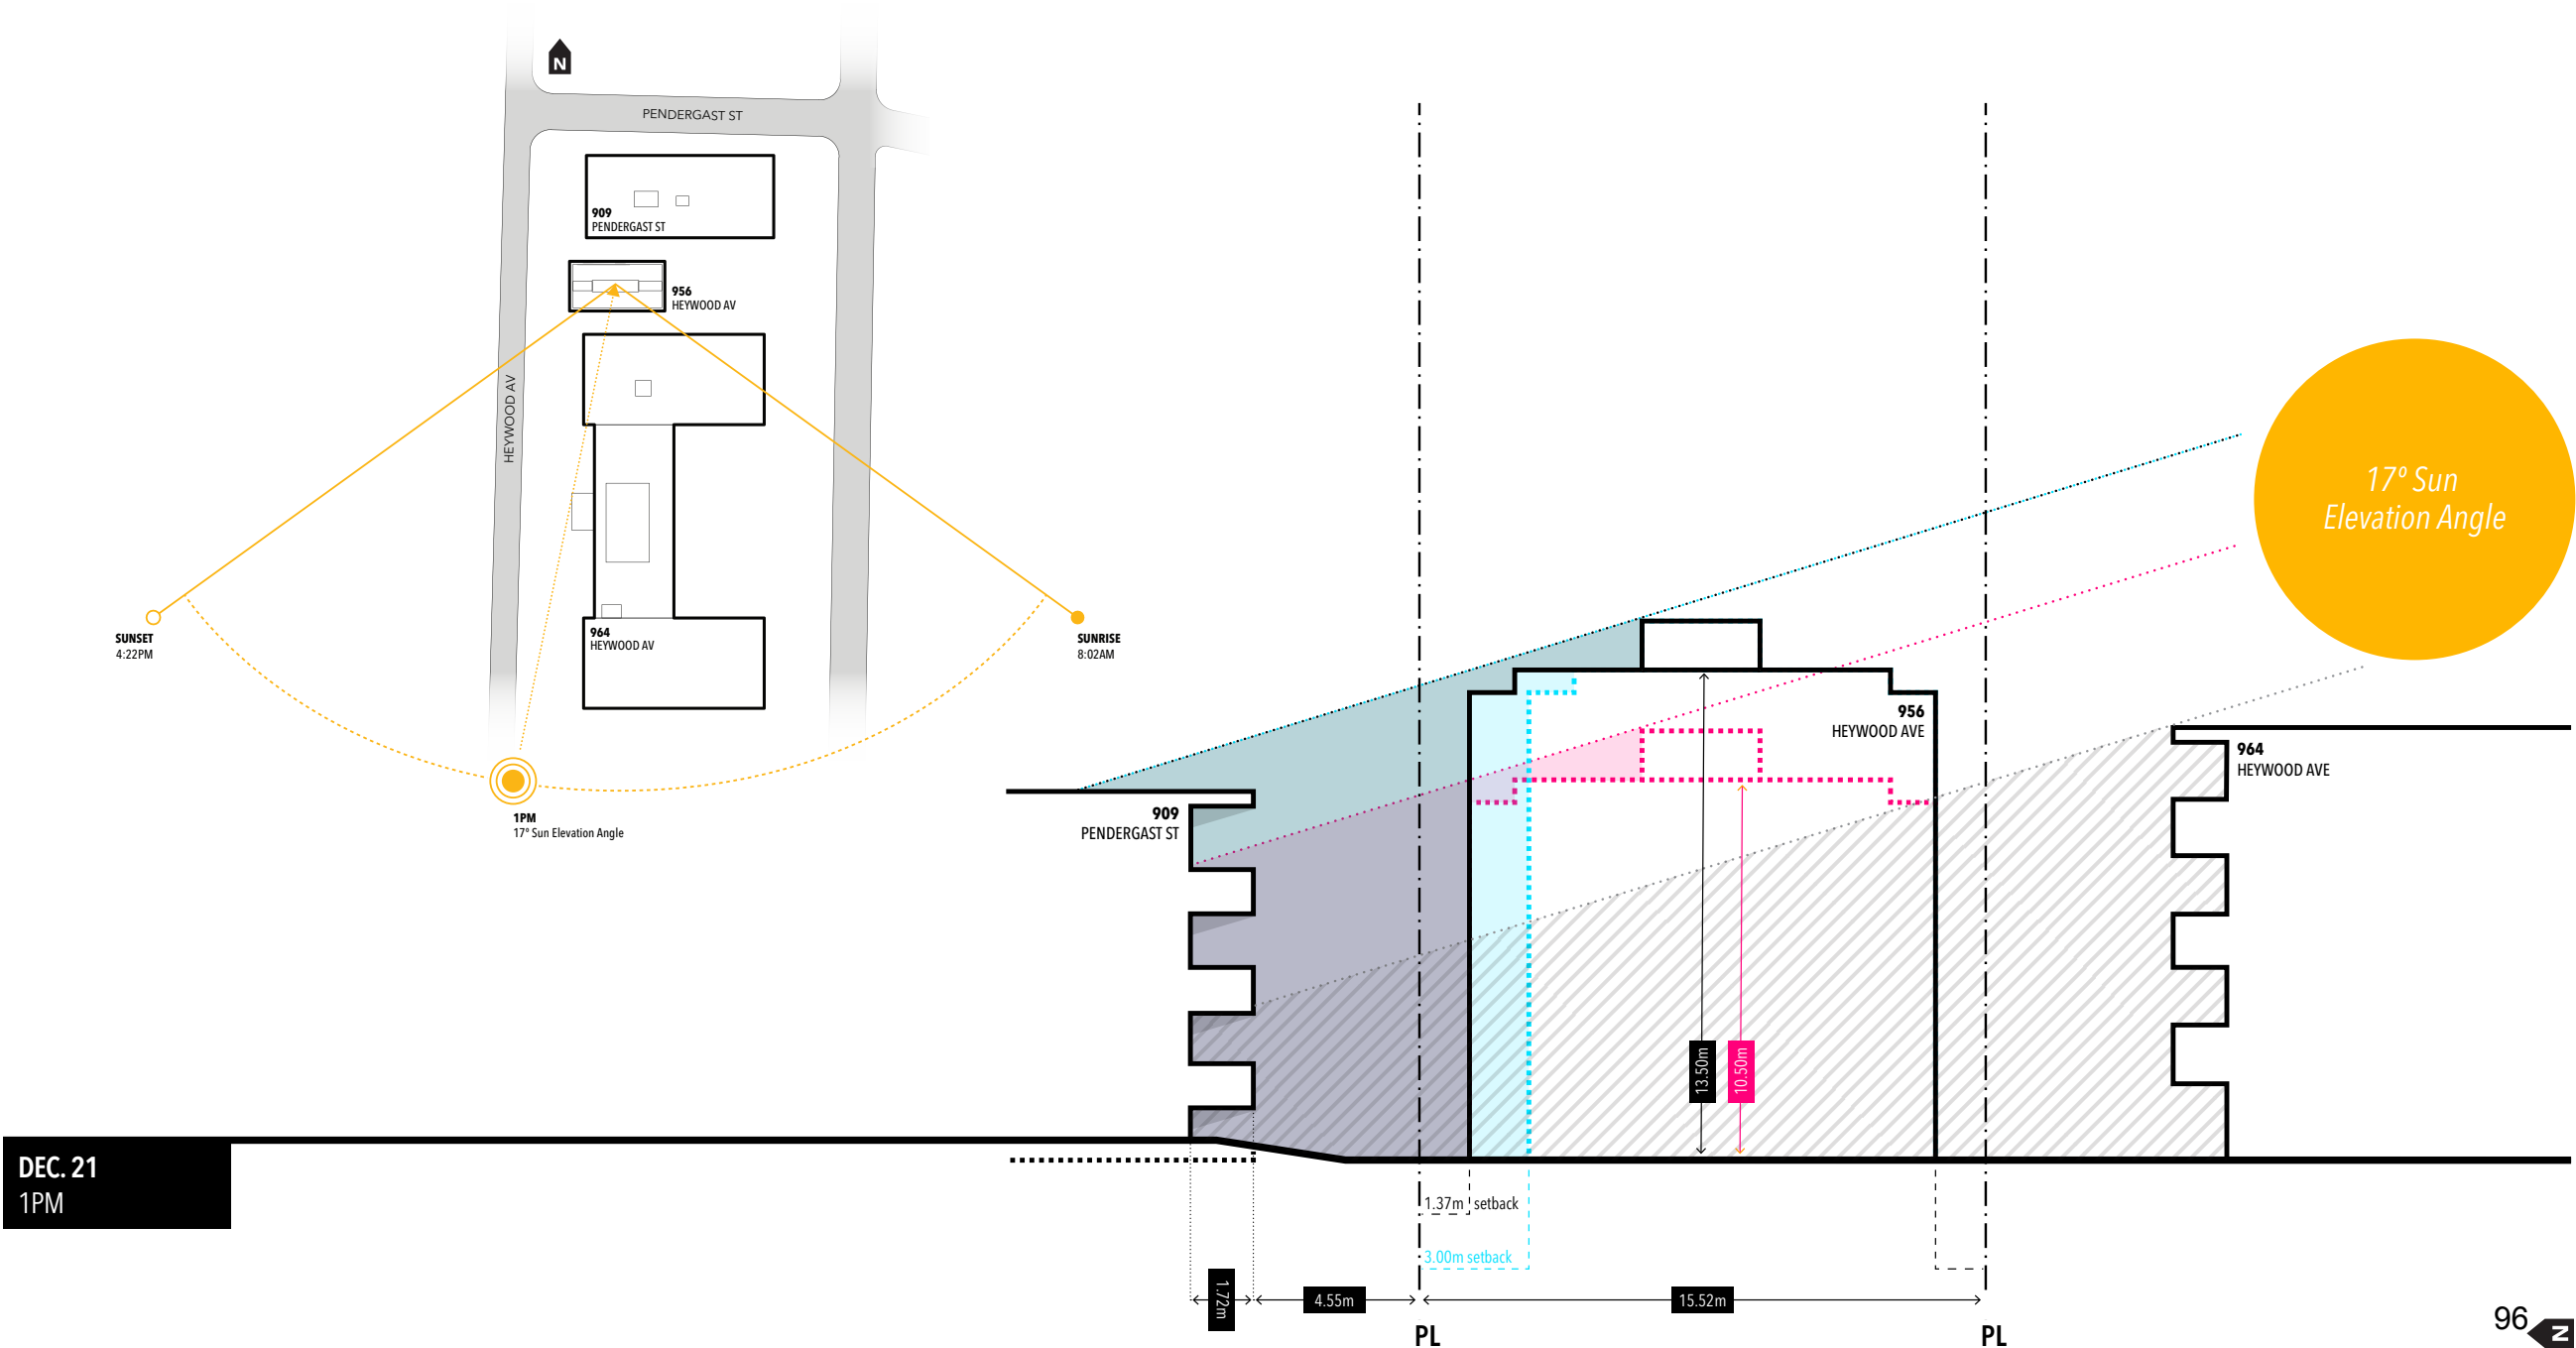 N
PENDERGAST ST
909
PENDERGAST ST
956
HEYWOOD AV
HEYWOOD AV
964
HEYWOOD AV
SUNSET
4:22PM
SUNRISE
8:02AM
1PM
17º Sun Elevation Angle
17º Sun
Elevation Angle
956
HEYWOOD AVE
964
HEYWOOD AVE
909
PENDERGAST ST
13.50m
10.50m
DEC. 21
1PM
1.37m setback
3.00m setback
1.72m
4.55m
15.52m
PL
PL
96
N